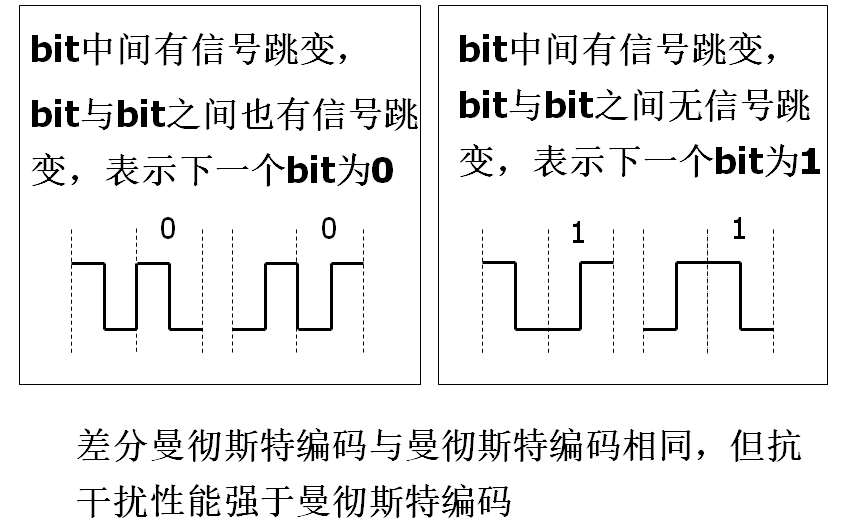 bit中间有信号跳变，
bit与bit之间也有信号跳
变，表示下一个bit为0
0
0
bit中间有信号跳变，
bit与bit之间无信号跳
变，表示下一个bit为1
1
1
差分曼彻斯特编码与曼彻斯特编码相同，但抗
干扰性能强于曼彻斯特编码